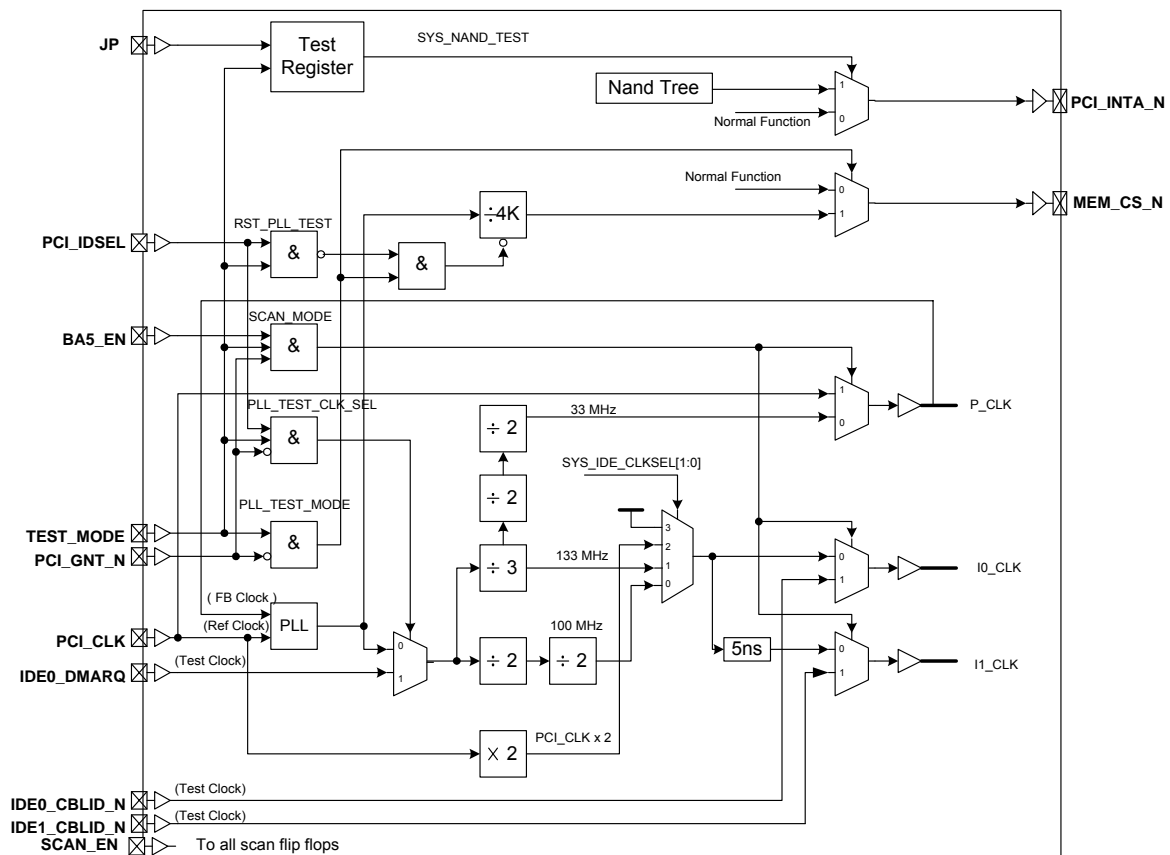 JP
Test
Register
SYS_NAND_TEST
Nand Tree
1
0
Normal Function
PCI_INTA_N
Normal Function
0
1
MEM_CS_N
÷4K
PCI_IDSEL
RST_PLL_TEST
&
&
BA5_EN
SCAN_MODE
&
1
0
P_CLK
33 MHz
PLL_TEST_CLK_SEL
&
÷ 2
SYS_IDE_CLKSEL[1:0]
÷ 2
PLL_TEST_MODE
TEST_MODE
&
PCI_GNT_N
÷ 3
133 MHz
3
2
1
0
0
1
I0_CLK
( FB Clock )
(Ref Clock)
PLL
PCI_CLK
0
1
÷ 2
100 MHz
÷ 2
5ns
0
1
I1_CLK
IDE0_DMARQ
(Test Clock)
X 2
PCI_CLK x 2
IDE0_CBLID_N
(Test Clock)
IDE1_CBLID_N
(Test Clock)
SCAN_EN
To all scan flip flops